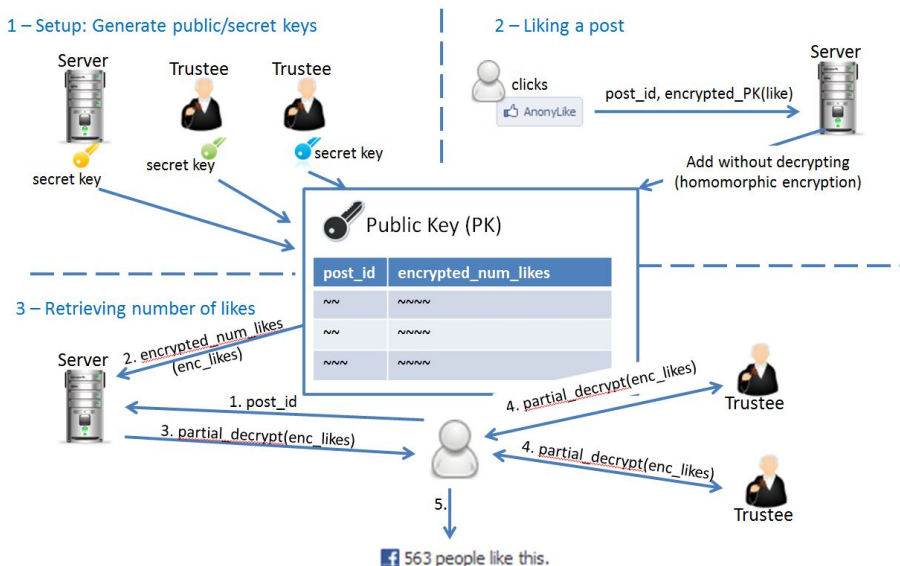 1 – Setup: Generate public/secret keys
Server
Trustee
Trustee
secret key
secret key
secret key
2 – Liking a post
clicks
AnonyLike
post_id, encrypted_PK(like)
Server
Add without decrypting
(homomorphic encryption)
Public Key (PK)
post_id encrypted_num_likes
~~ ~~~~
~~ ~~~~
~~~ ~~~~
3 – Retrieving number of likes
Server
2. encrypted_num_likes
(enc_likes)
1. post_id
3. partial_decrypt(enc_likes)
4. partial_decrypt(enc_likes)
Trustee
4. partial_decrypt(enc_likes)
Trustee
5.
f 563 people like this.